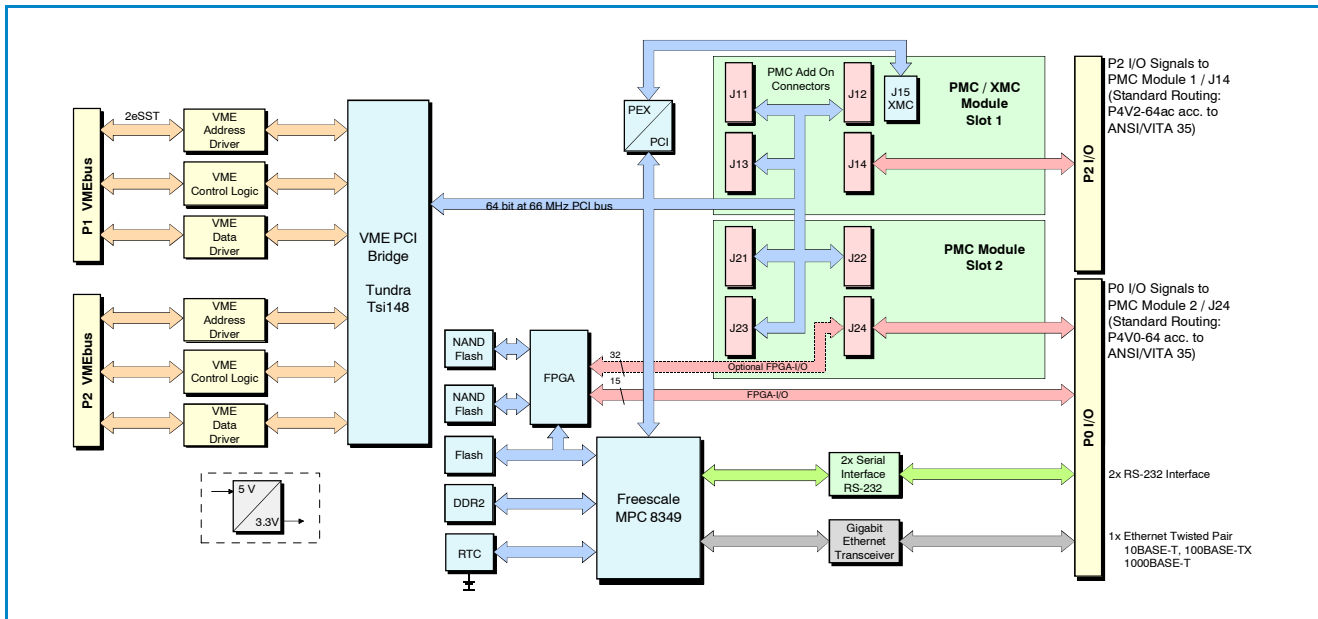 PMC Add On
Connectors
J11
J12
J15
XMC
PMC / XMC
Module
Slot 1
J13
J14
P2 I/O
P2 I/O Signals to
PMC Module 1 / J14
(Standard Routing:
P4V2-64ac acc. to
ANSI/VITA 35)
PEX
PCI
2eSST
P1 VMEbus
VME
Address
Driver
VME
Control Logic
VME
Data
Driver
VME PCI
Bridge
Tundra
Tsi148
64 bit at 66 MHz PCI bus
J21
J22
PMC Module
Slot 2
J23
J24
P0 I/O
P0 I/O Signals to
PMC Module 2 / J24
(Standard Routing:
P4V0-64 acc. to
ANSI/VITA 35)
P2 VMEbus
VME
Address
Driver
VME
Control Logic
VME
Data
Driver
NAND
Flash
NAND
Flash
FPGA
32
Optional FPGA-I/O
15
FPGA-I/O
Flash
DDR2
RTC
Freescale
MPC 8349
2x Serial
Interface
RS-232
2x RS-232 Interface
Gigabit
Ethernet
Transceiver
1x Ethernet Twisted Pair
10BASE-T, 100BASE-TX
1000BASE-T
5 V
3.3V